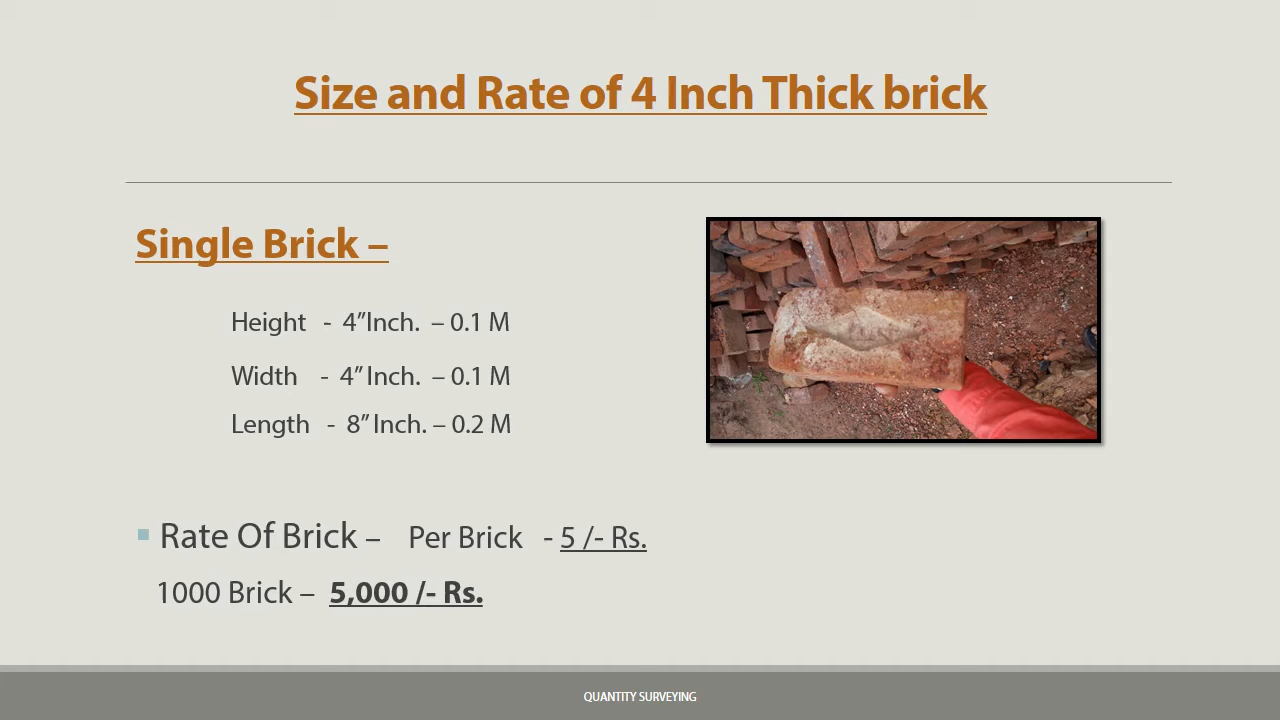 Size and Rate of 4 Inch Thick brick
Single Brick –
Height - 4”Inch. – 0.1 M
Width - 4” Inch. – 0.1 M
Length - 8” Inch. – 0.2 M
Rate Of Brick – Per Brick - 5 /- Rs.
1000 Brick – 5,000 /- Rs.
QUANTITY SURVEYING